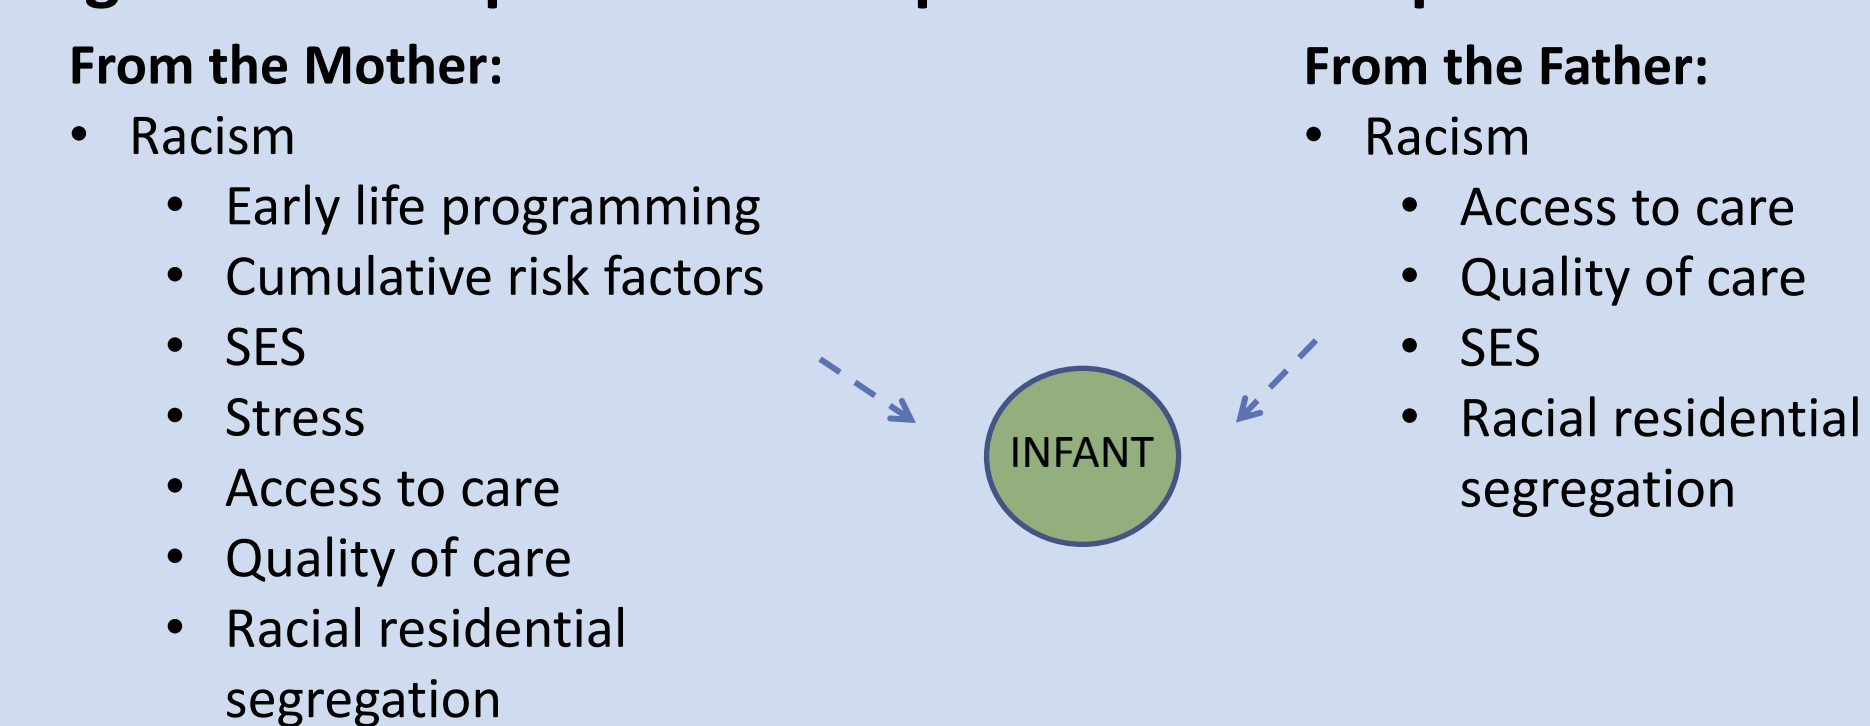 From the Mother:
• Racism
• Early life programming
• Cumulative risk factors
• SES
• Stress
• Access to care
• Quality of care
• Racial residential
segregation
INFANT
From the Father:
• Racism
• Access to care
• Quality of care
• SES
• Racial residential
segregation